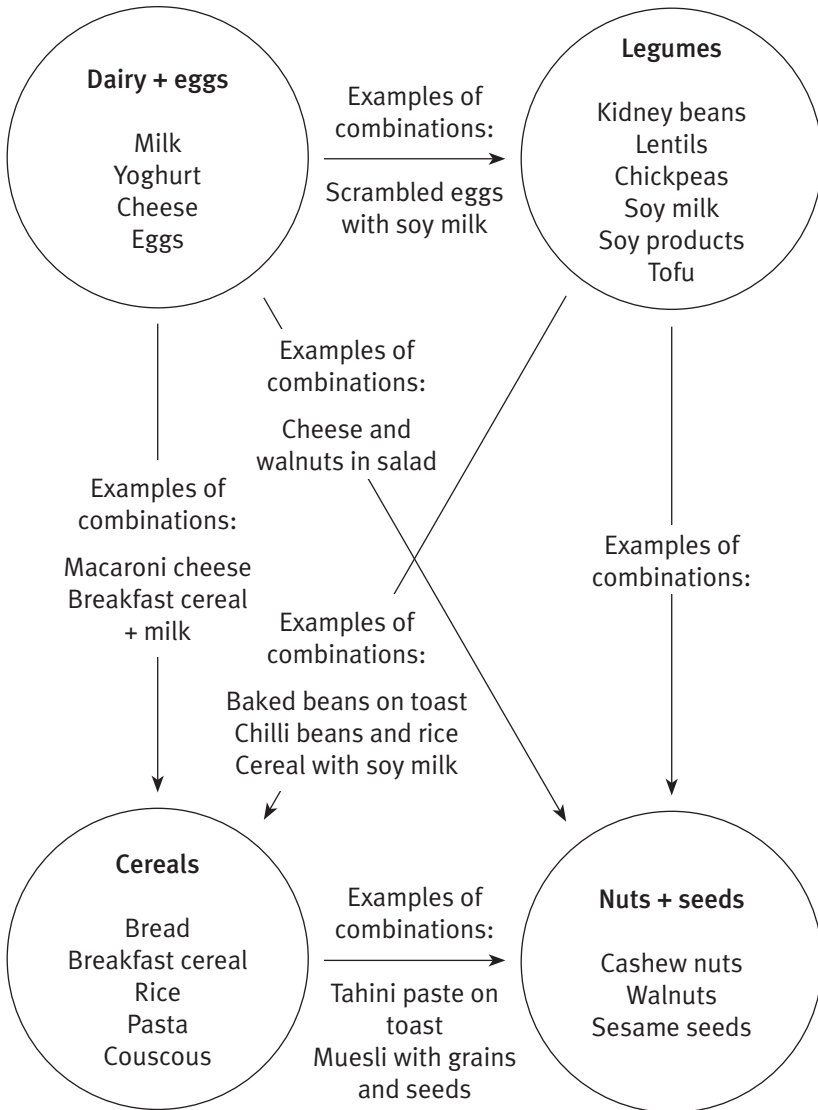 Dairy + eggs
Milk
Yoghurt
Cheese
Eggs
Examples of
combinations:
Scrambled eggs
with soy milk
Legumes
Kidney beans
Lentils
Chickpeas
Soy milk
Soy products
Tofu
Examples of
combinations:
Cheese and
walnuts in salad
Examples of
combinations:
Macaroni cheese
Breakfast cereal
+ milk
Examples of
combinations:
Examples of
combinations:
Baked beans on toast
Chilli beans and rice
Cereal with soy milk
Cereals
Bread
Breakfast cereal
Rice
Pasta
Couscous
Examples of
combinations:
Tahini paste on
toast
Muesli with grains
and seeds
Nuts + seeds
Cashew nuts
Walnuts
Sesame seeds